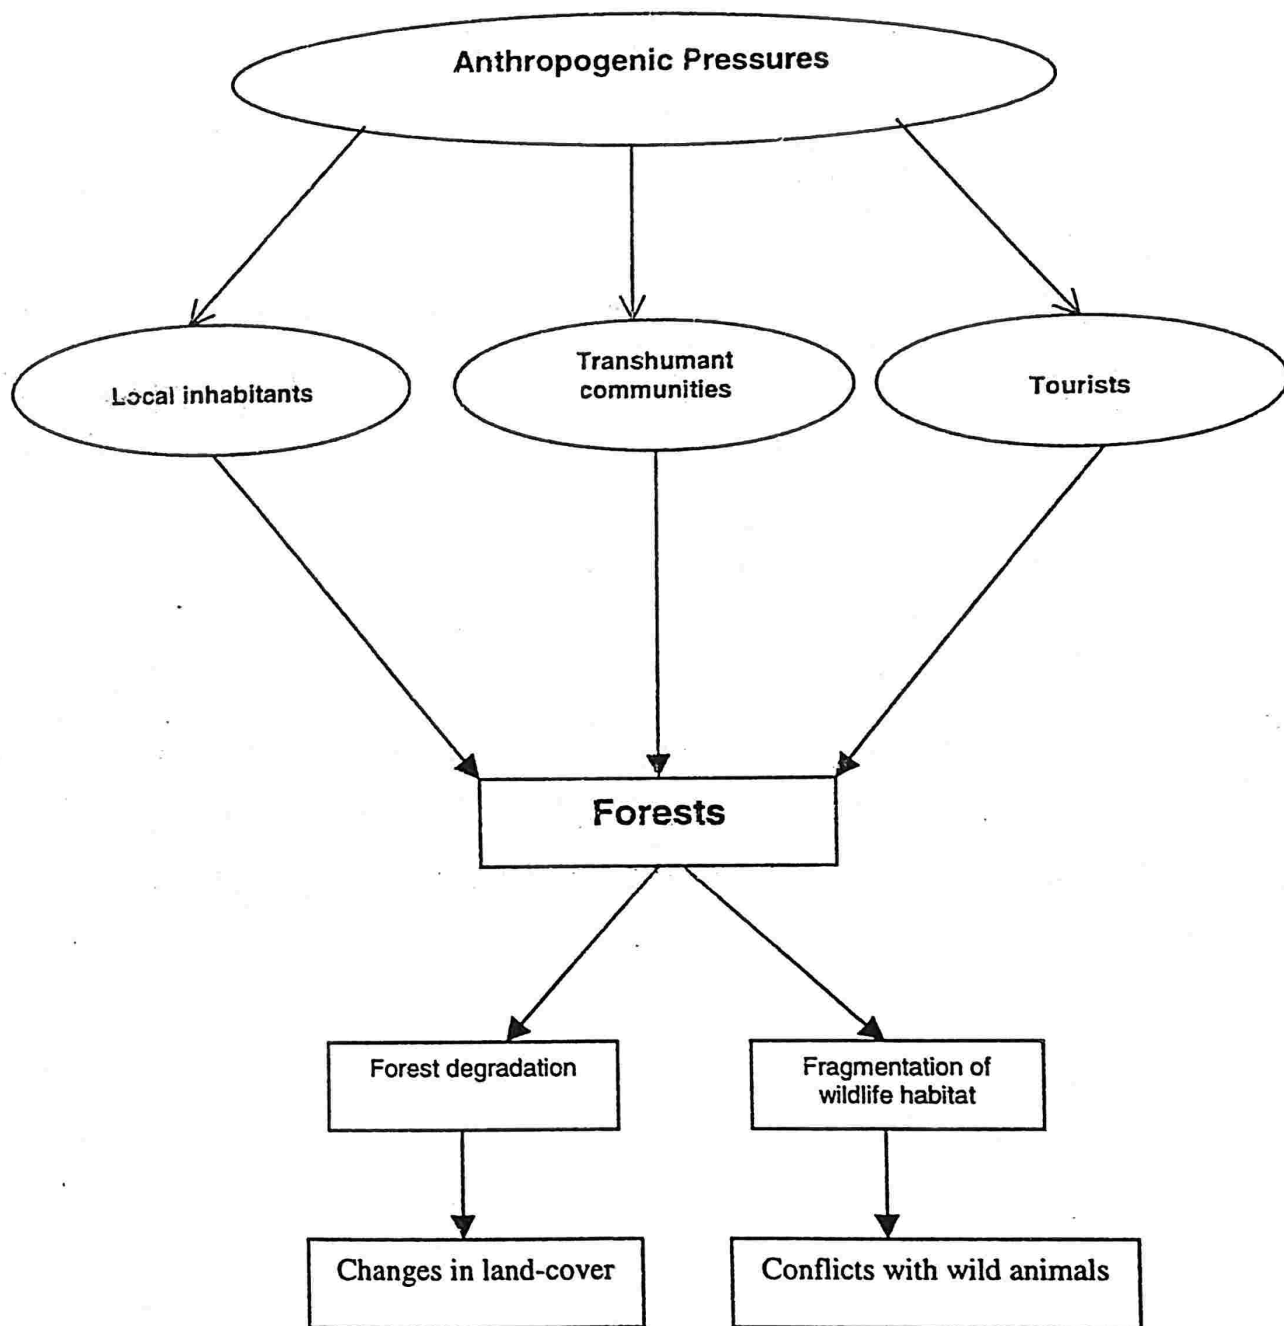 Anthropogenic Pressures
Local inhabitants
Transhumant
communities
Tourists
Forests
Forest degradation
Fragmentation of
wildlife habitat
Changes in land-cover
Conflicts with wild animals